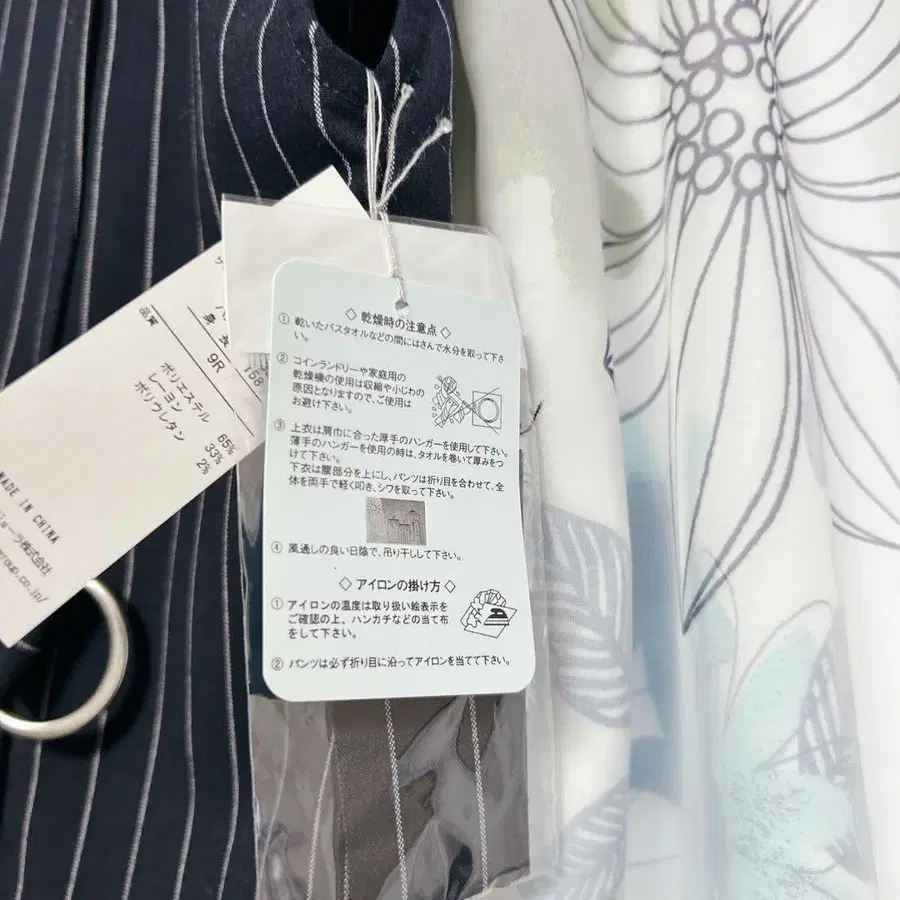 9R
158
品質
ポリエステル 65%
レーヨン 33%
ポリウレタン 2%
MADE IN CHINA
株式会社
group.co.jp/
◇ 乾燥時の注意点 ◇
① 乾いたバスタオルなどの間にはさんで水分を取って下さ
い。
② コインランドリーや家庭用の
乾燥機の使用は収縮や小じわの
原因となりますので、ご使用は
お避け下さい。
③ 上衣は肩巾に合った厚手のハンガーを使用して下さい。
薄手のハンガーを使用の時は、タオルを巻いて厚みをつ
けて下さい。
下衣は腰部分を上にし、パンツは折り目を合わせて、全
体を両手で軽く叩き、シワを取って下さい。
④ 風通しの良い日陰で、吊り干しして下さい。
◇ アイロンの掛け方 ◇
① アイロンの温度は取り扱い絵表示を
ご確認の上、ハンカチなどの当て布
をして下さい。
② パンツは必ず折り目に沿ってアイロンを当てて下さい。